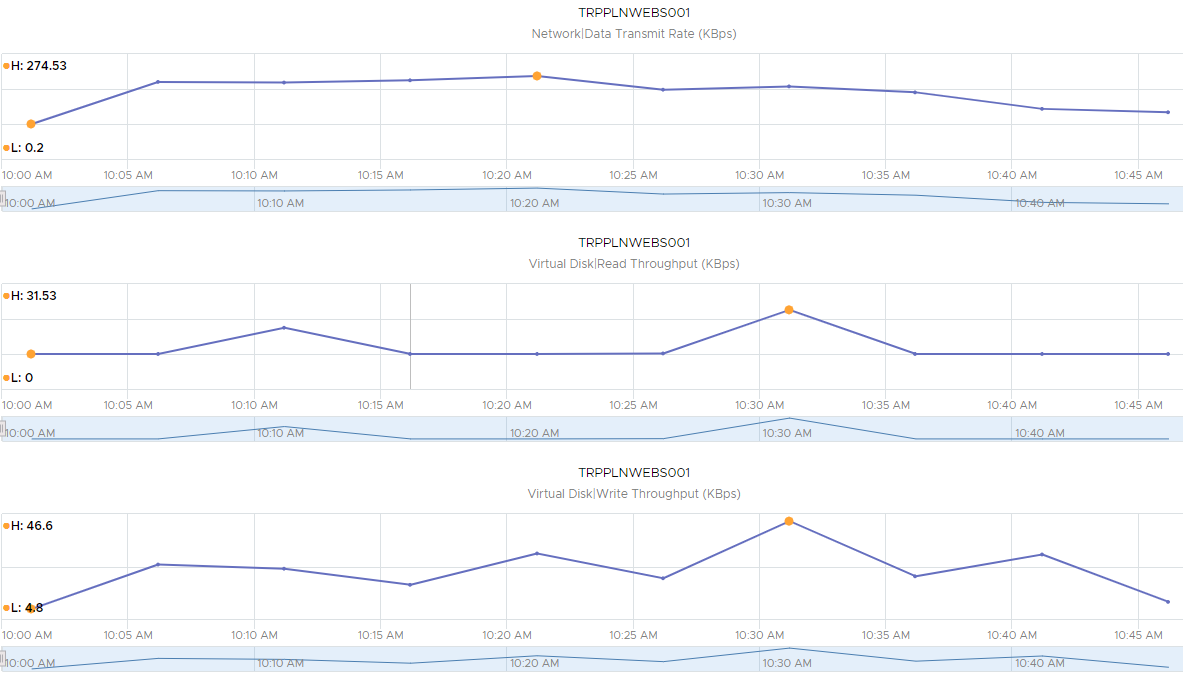 TRPPLNWEBS001
Network|Data Transmit Rate (KBps)
H: 274.53
L: 0.2
10:00 AM 10:05 AM 10:10 AM 10:15 AM 10:20 AM 10:25 AM 10:30 AM 10:35 AM 10:40 AM 10:45 AM
10:00 AM 10:10 AM 10:20 AM 10:30 AM 10:40 AM
TRPPLNWEBS001
Virtual Disk|Read Throughput (KBps)
H: 31.53
L: 0
10:00 AM 10:05 AM 10:10 AM 10:15 AM 10:20 AM 10:25 AM 10:30 AM 10:35 AM 10:40 AM 10:45 AM
10:00 AM 10:10 AM 10:20 AM 10:30 AM 10:40 AM
TRPPLNWEBS001
Virtual Disk|Write Throughput (KBps)
H: 46.6
L: 4.8
10:00 AM 10:05 AM 10:10 AM 10:15 AM 10:20 AM 10:25 AM 10:30 AM 10:35 AM 10:40 AM 10:45 AM
10:00 AM 10:10 AM 10:20 AM 10:30 AM 10:40 AM